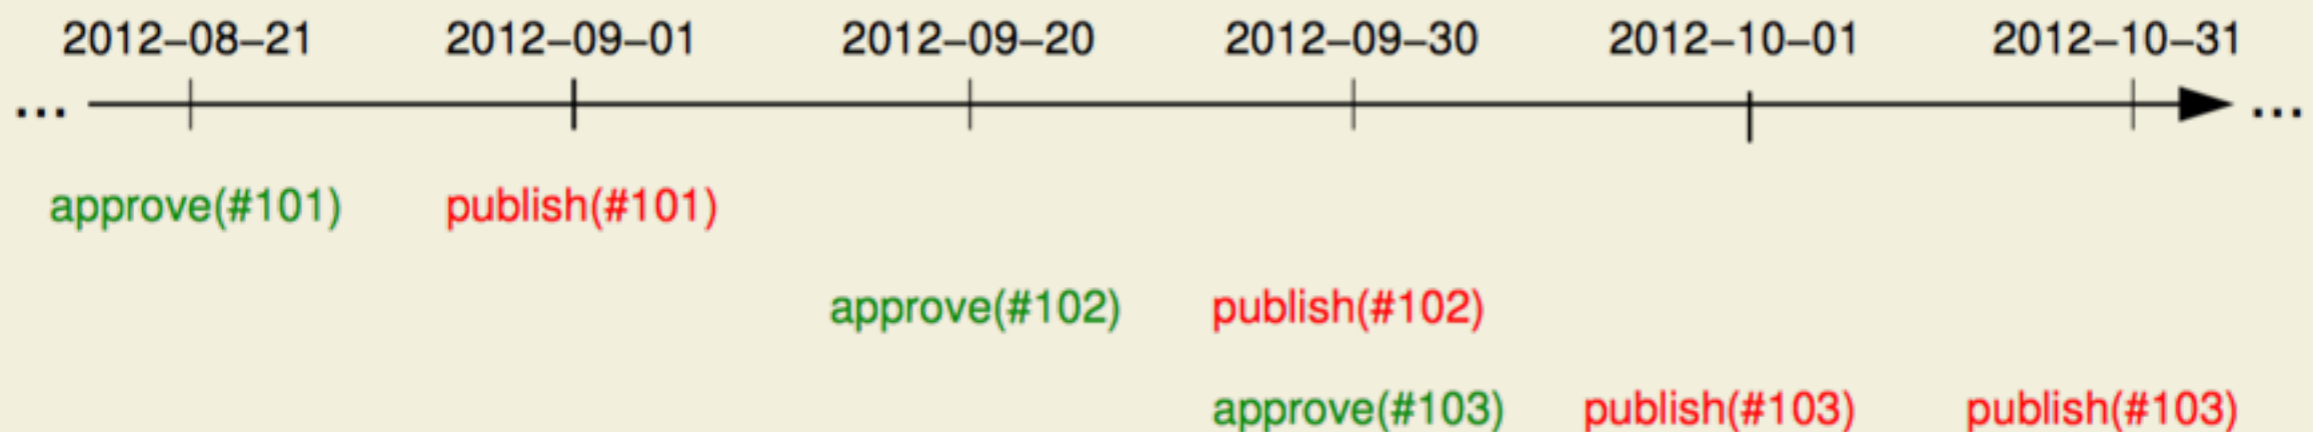 2012–08–21 2012–09–01 2012–09–20 2012–09–30 2012–10–01 2012–10–31
... ...
approve(#101) publish(#101)
approve(#102) publish(#102)
approve(#103) publish(#103) publish(#103)